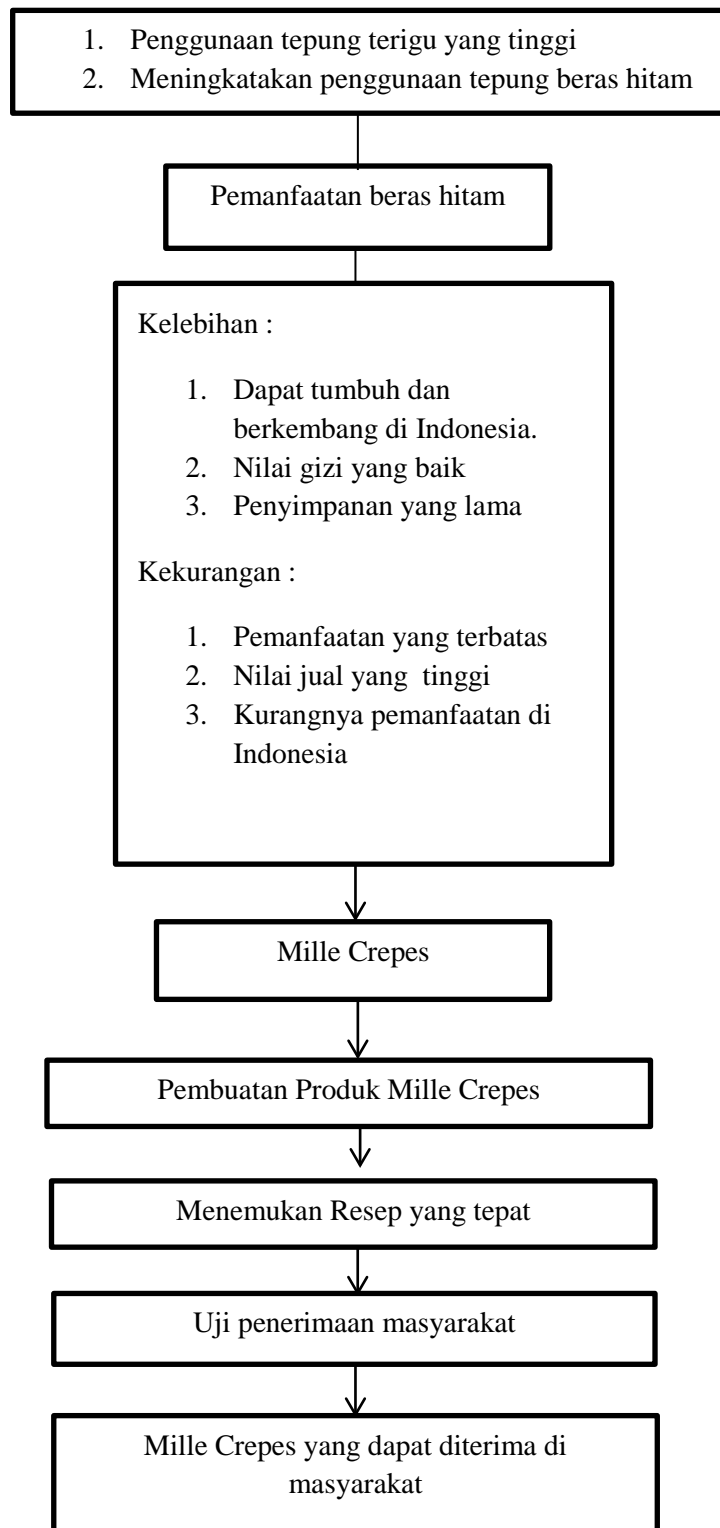 1. Penggunaan tepung terigu yang tinggi
2. Meningkatakan penggunaan tepung beras hitam
Pemanfaatan beras hitam
Kelebihan :
1. Dapat tumbuh dan
berkembang di Indonesia.
2. Nilai gizi yang baik
3. Penyimpanan yang lama
Kekurangan :
1. Pemanfaatan yang terbatas
2. Nilai jual yang tinggi
3. Kurangnya pemanfaatan di
Indonesia
Mille Crepes
Pembuatan Produk Mille Crepes
Menemukan Resep yang tepat
Uji penerimaan masyarakat
Mille Crepes yang dapat diterima di
masyarakat